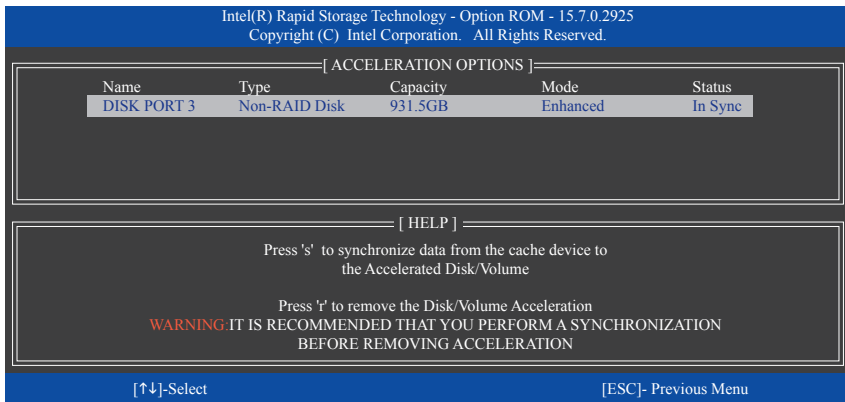 Intel(R) Rapid Storage Technology - Option ROM - 15.7.0.2925
Copyright (C) Intel Corporation. All Rights Reserved.
[ ACCELERATION OPTIONS ]
Name Type Capacity Mode Status
DISK PORT 3 Non-RAID Disk 931.5GB Enhanced In Sync
[ HELP ]
Press 's' to synchronize data from the cache device to
the Accelerated Disk/Volume
Press 'r' to remove the Disk/Volume Acceleration
WARNING:IT IS RECOMMENDED THAT YOU PERFORM A SYNCHRONIZATION
BEFORE REMOVING ACCELERATION
[↑↓]-Select [ESC]- Previous Menu